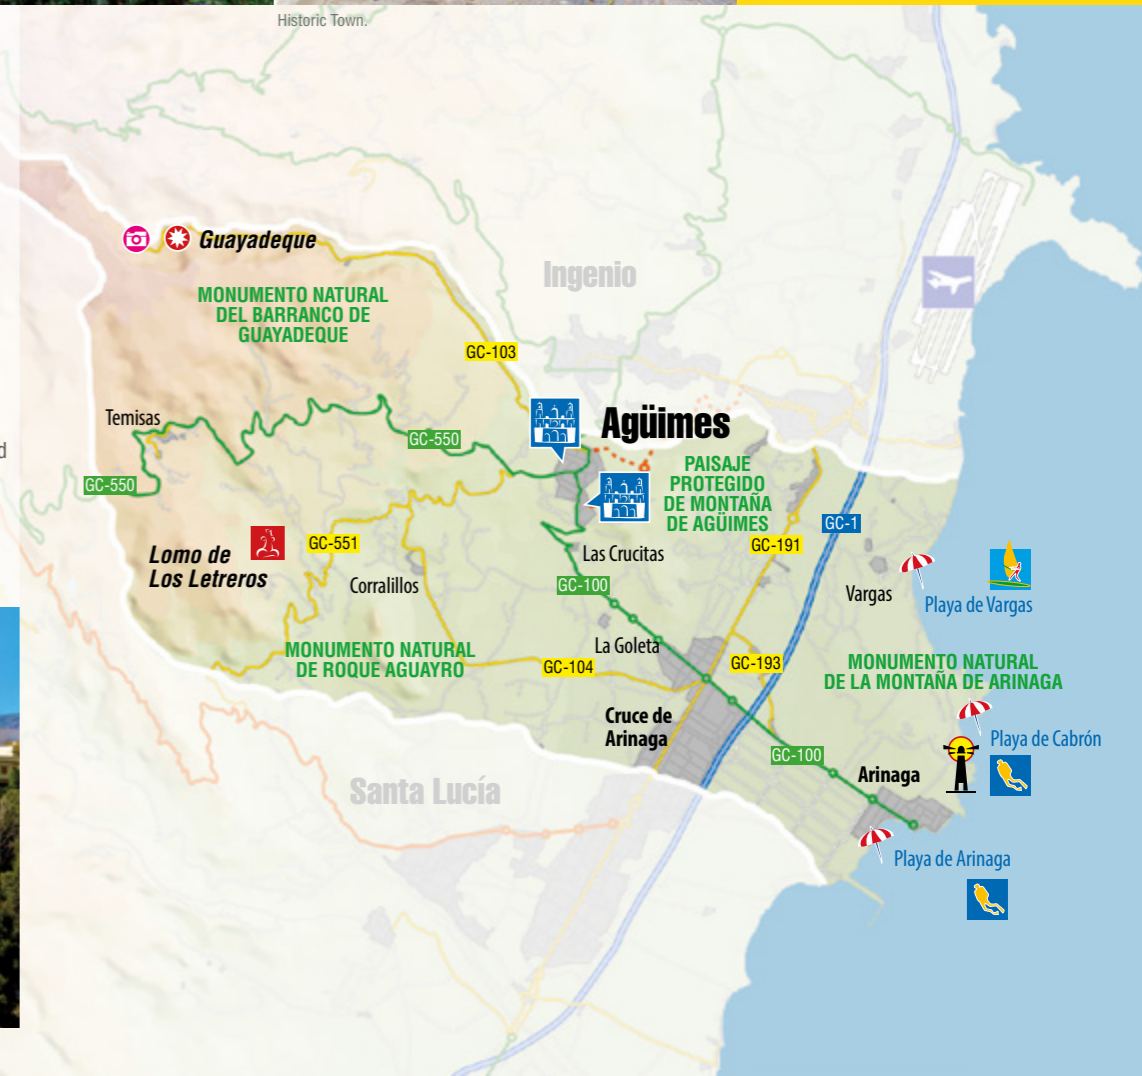 Historic Town.
Guayadeque
Ingenio
MONUMENTO NATURAL
DEL BARRANCO DE
GUAYADEQUE
GC-103
Temisas
Agüimes
GC-550
d
PAISAJE
PROTEGIDO
DE MONTAÑA
DE AGÜIMES
GC-550
GC-1
GC-551
GC-191
Lomo de
Los Letreros
Las Crucitas
Corralillos
GC-100
Vargas
Playa de Vargas
La Goleta
MONUMENTO NATURAL
DE ROQUE AGUAYRO
GC-104
GC-193
MONUMENTO NATURAL
DE LA MONTAÑA DE ARINAGA
Cruce de
Arinaga
Playa de Cabrón
GC-100
Arinaga
Santa Lucía
Playa de Arinaga